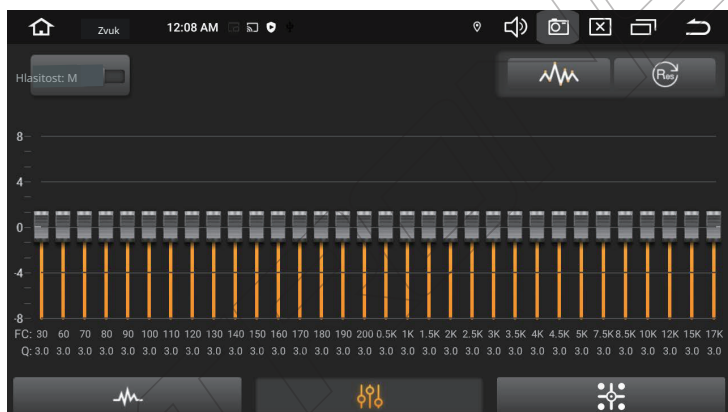 Zvuk 12:08 AM
Hlasitost: M
Res
8
4
0
-4
-8
FC: 30 60 70 80 90 100 110 120 130 140 150 160 170 180 190 200 0.5K 1K 1.5K 2K 2.5K 3K 3.5K 4K 4.5K 5K 7.5K 8.5K 10K 12K 15K 17K
Q: 3.0 3.0 3.0 3.0 3.0 3.0 3.0 3.0 3.0 3.0 3.0 3.0 3.0 3.0 3.0 3.0 3.0 3.0 3.0 3.0 3.0 3.0 3.0 3.0 3.0 3.0 3.0 3.0 3.0 3.0 3.0 3.0